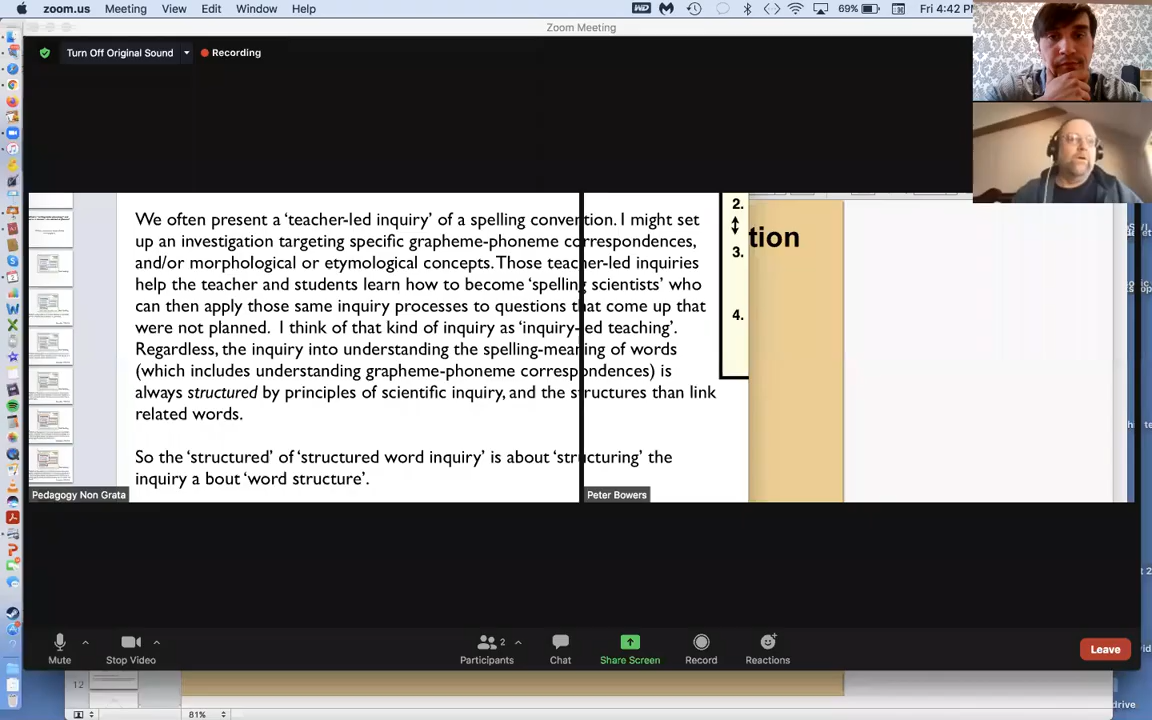 zoom.us Meeting View Edit Window Help 69% Fri 4:42 PM
Zoom Meeting
Turn Off Original Sound Recording
We often present a ‘teacher-led inquiry’ of a spelling convention. I might set
up an investigation targeting specific grapheme-phoneme correspondences,
and/or morphological or etymological concepts. Those teacher-led inquiries
help the teacher and students learn how to become ‘spelling scientists’ who
can then apply those same inquiry processes to questions that come up that
were not planned. I think of that kind of inquiry as ‘inquiry-led teaching’.
Regardless, the inquiry into understanding the spelling-meaning of words
(which includes understanding grapheme-phoneme correspondences) is
always structured by principles of scientific inquiry, and the structures than link
related words.
So the ‘structured’ of ‘structured word inquiry’ is about ‘structuring’ the
inquiry a bout ‘word structure’.
2.
3.
4.
tion
Pedagogy Non Grata
Peter Bowers
Mute Stop Video Participants 2 Chat Share Screen Record Reactions Leave
12
81%
drive